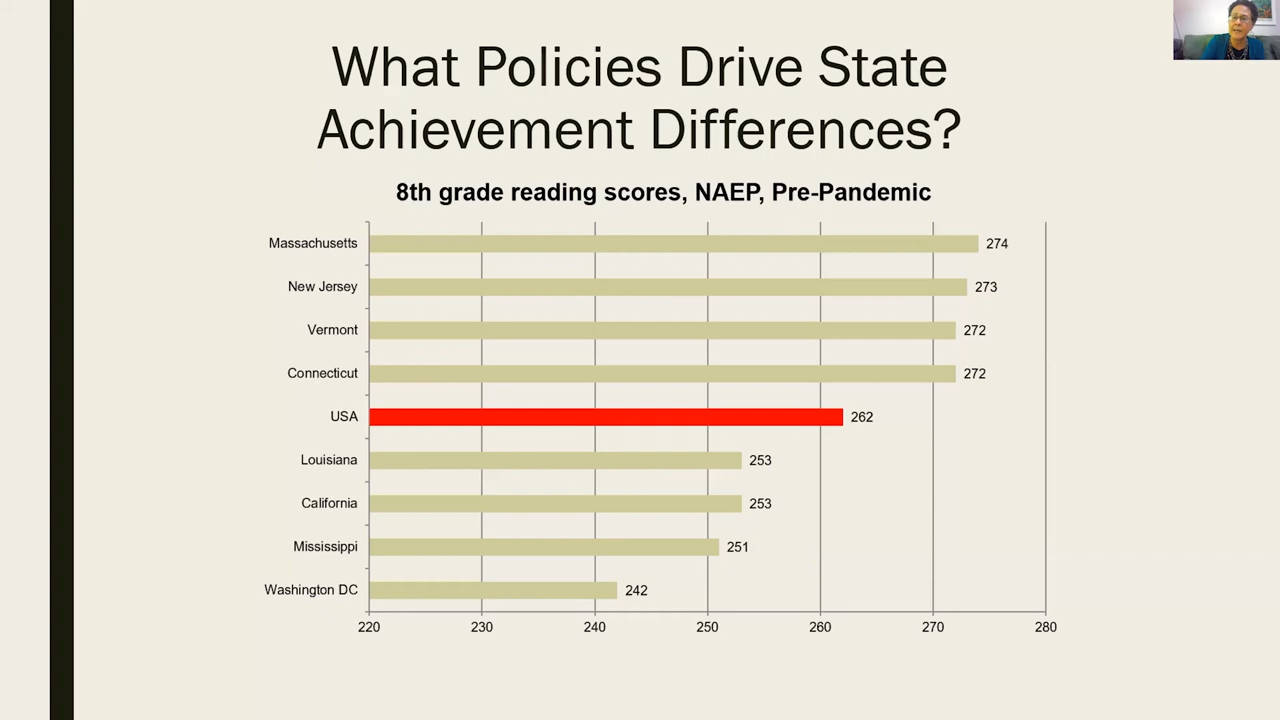 What Policies Drive State
Achievement Differences?
8th grade reading scores, NAEP, Pre-Pandemic
Massachusetts 274
New Jersey 273
Vermont 272
Connecticut 272
USA 262
Louisiana 253
California 253
Mississippi 251
Washington DC 242
220 230 240 250 260 270 280